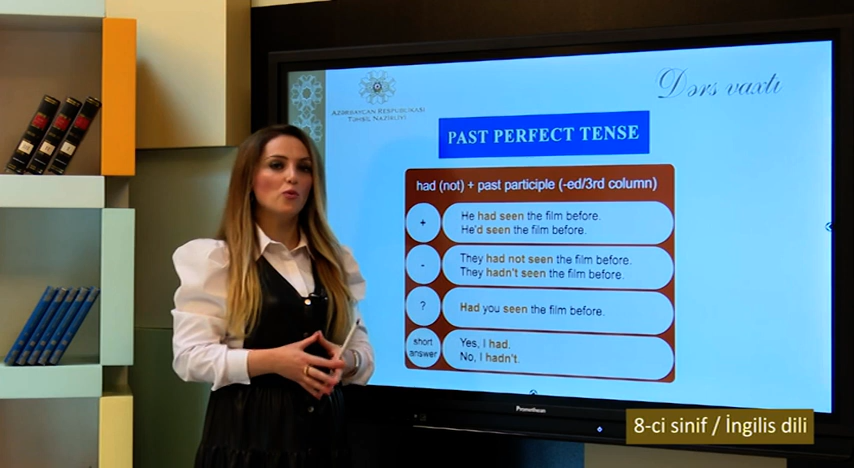 Dərs vaxtı
AZƏRBAYCAN RESPUBLİKASI
TƏHSİL NAZİRLİYİ
PAST PERFECT TENSE
had (not) + past participle (-ed/3rd column)
+
He had seen the film before.
He'd seen the film before.
-
They had not seen the film before.
They hadn't seen the film before.
?
Had you seen the film before.
short
answer
Yes, I had.
No, I hadn't.
Promethean
8-ci sinif / İngilis dili